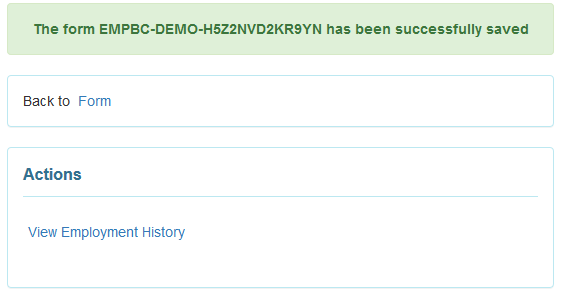 The form EMPBC-DEMO-H5Z2NVD2KR9YN has been successfully saved
Back to Form
Actions
View Employment History